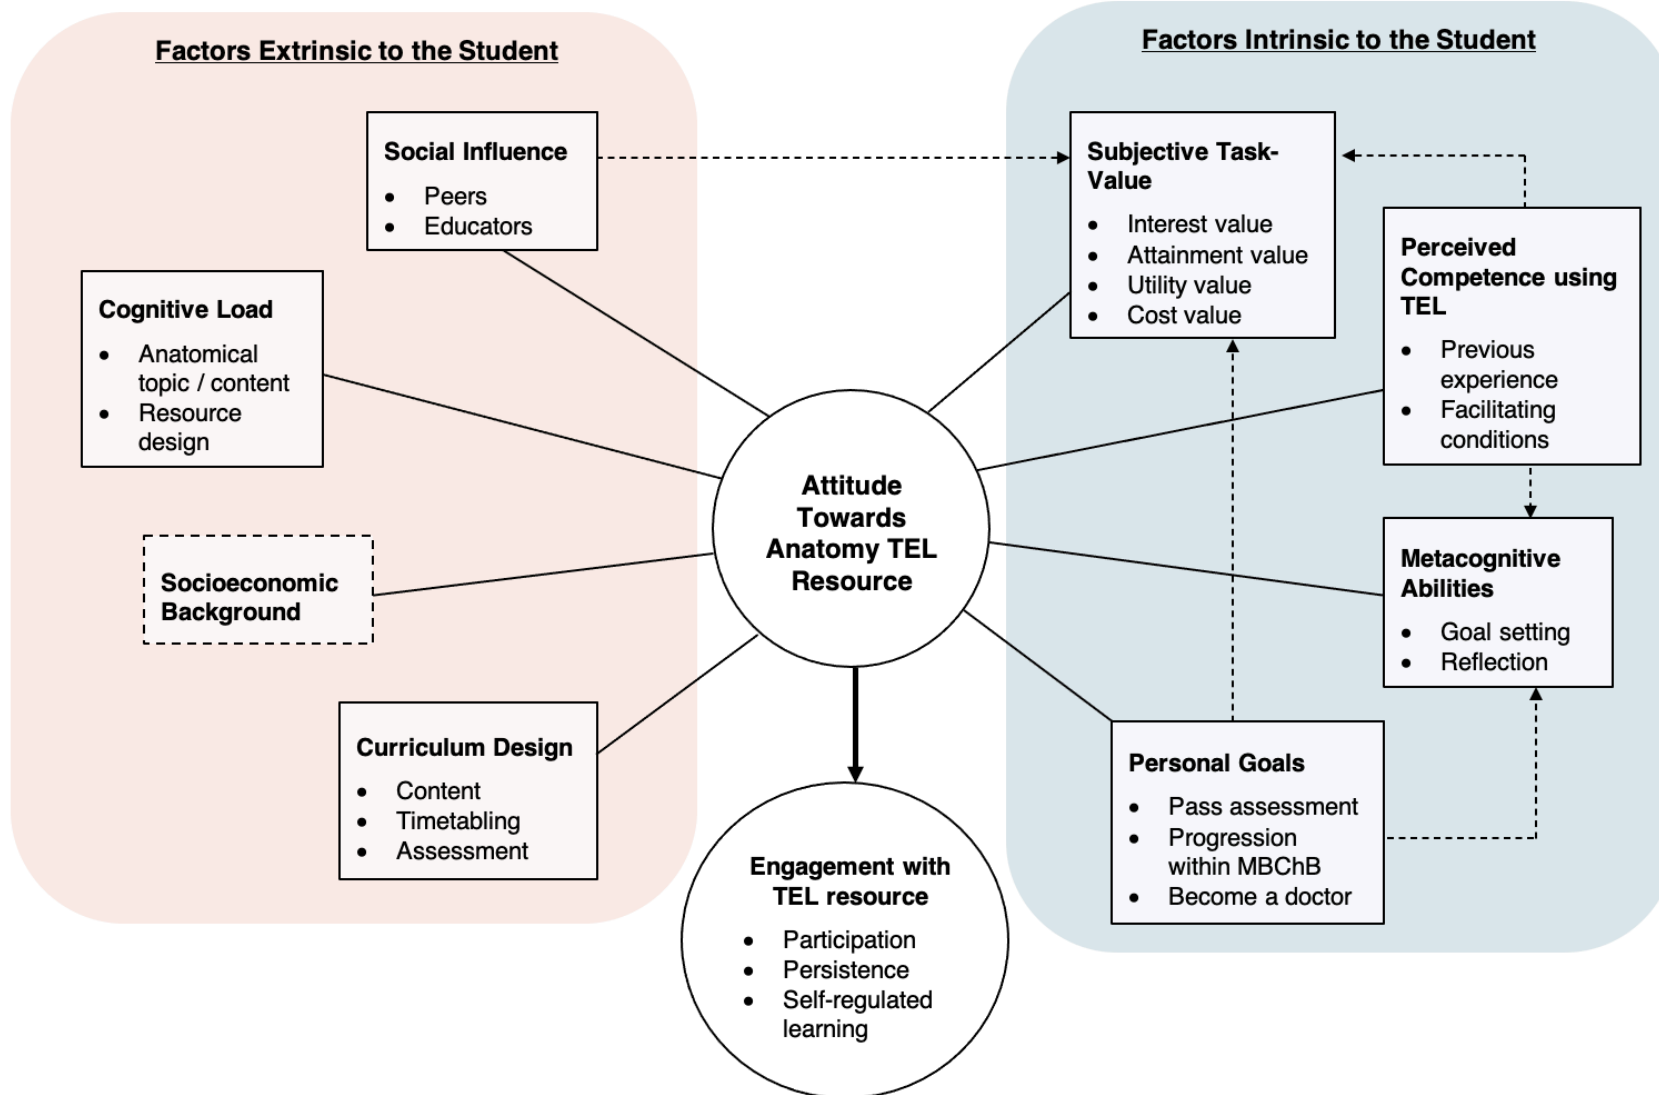 Factors Extrinsic to the Student
Social Influence
• Peers
• Educators
Cognitive Load
• Anatomical
topic / content
• Resource
design
Socioeconomic
Background
Curriculum Design
• Content
• Timetabling
• Assessment
Attitude
Towards
Anatomy TEL
Resource
Engagement with
TEL resource
• Participation
• Persistence
• Self-regulated
learning
Factors Intrinsic to the Student
Subjective Task-
Value
• Interest value
• Attainment value
• Utility value
• Cost value
Perceived
Competence using
TEL
• Previous
experience
• Facilitating
conditions
Metacognitive
Abilities
• Goal setting
• Reflection
Personal Goals
• Pass assessment
• Progression
within MBChB
• Become a doctor